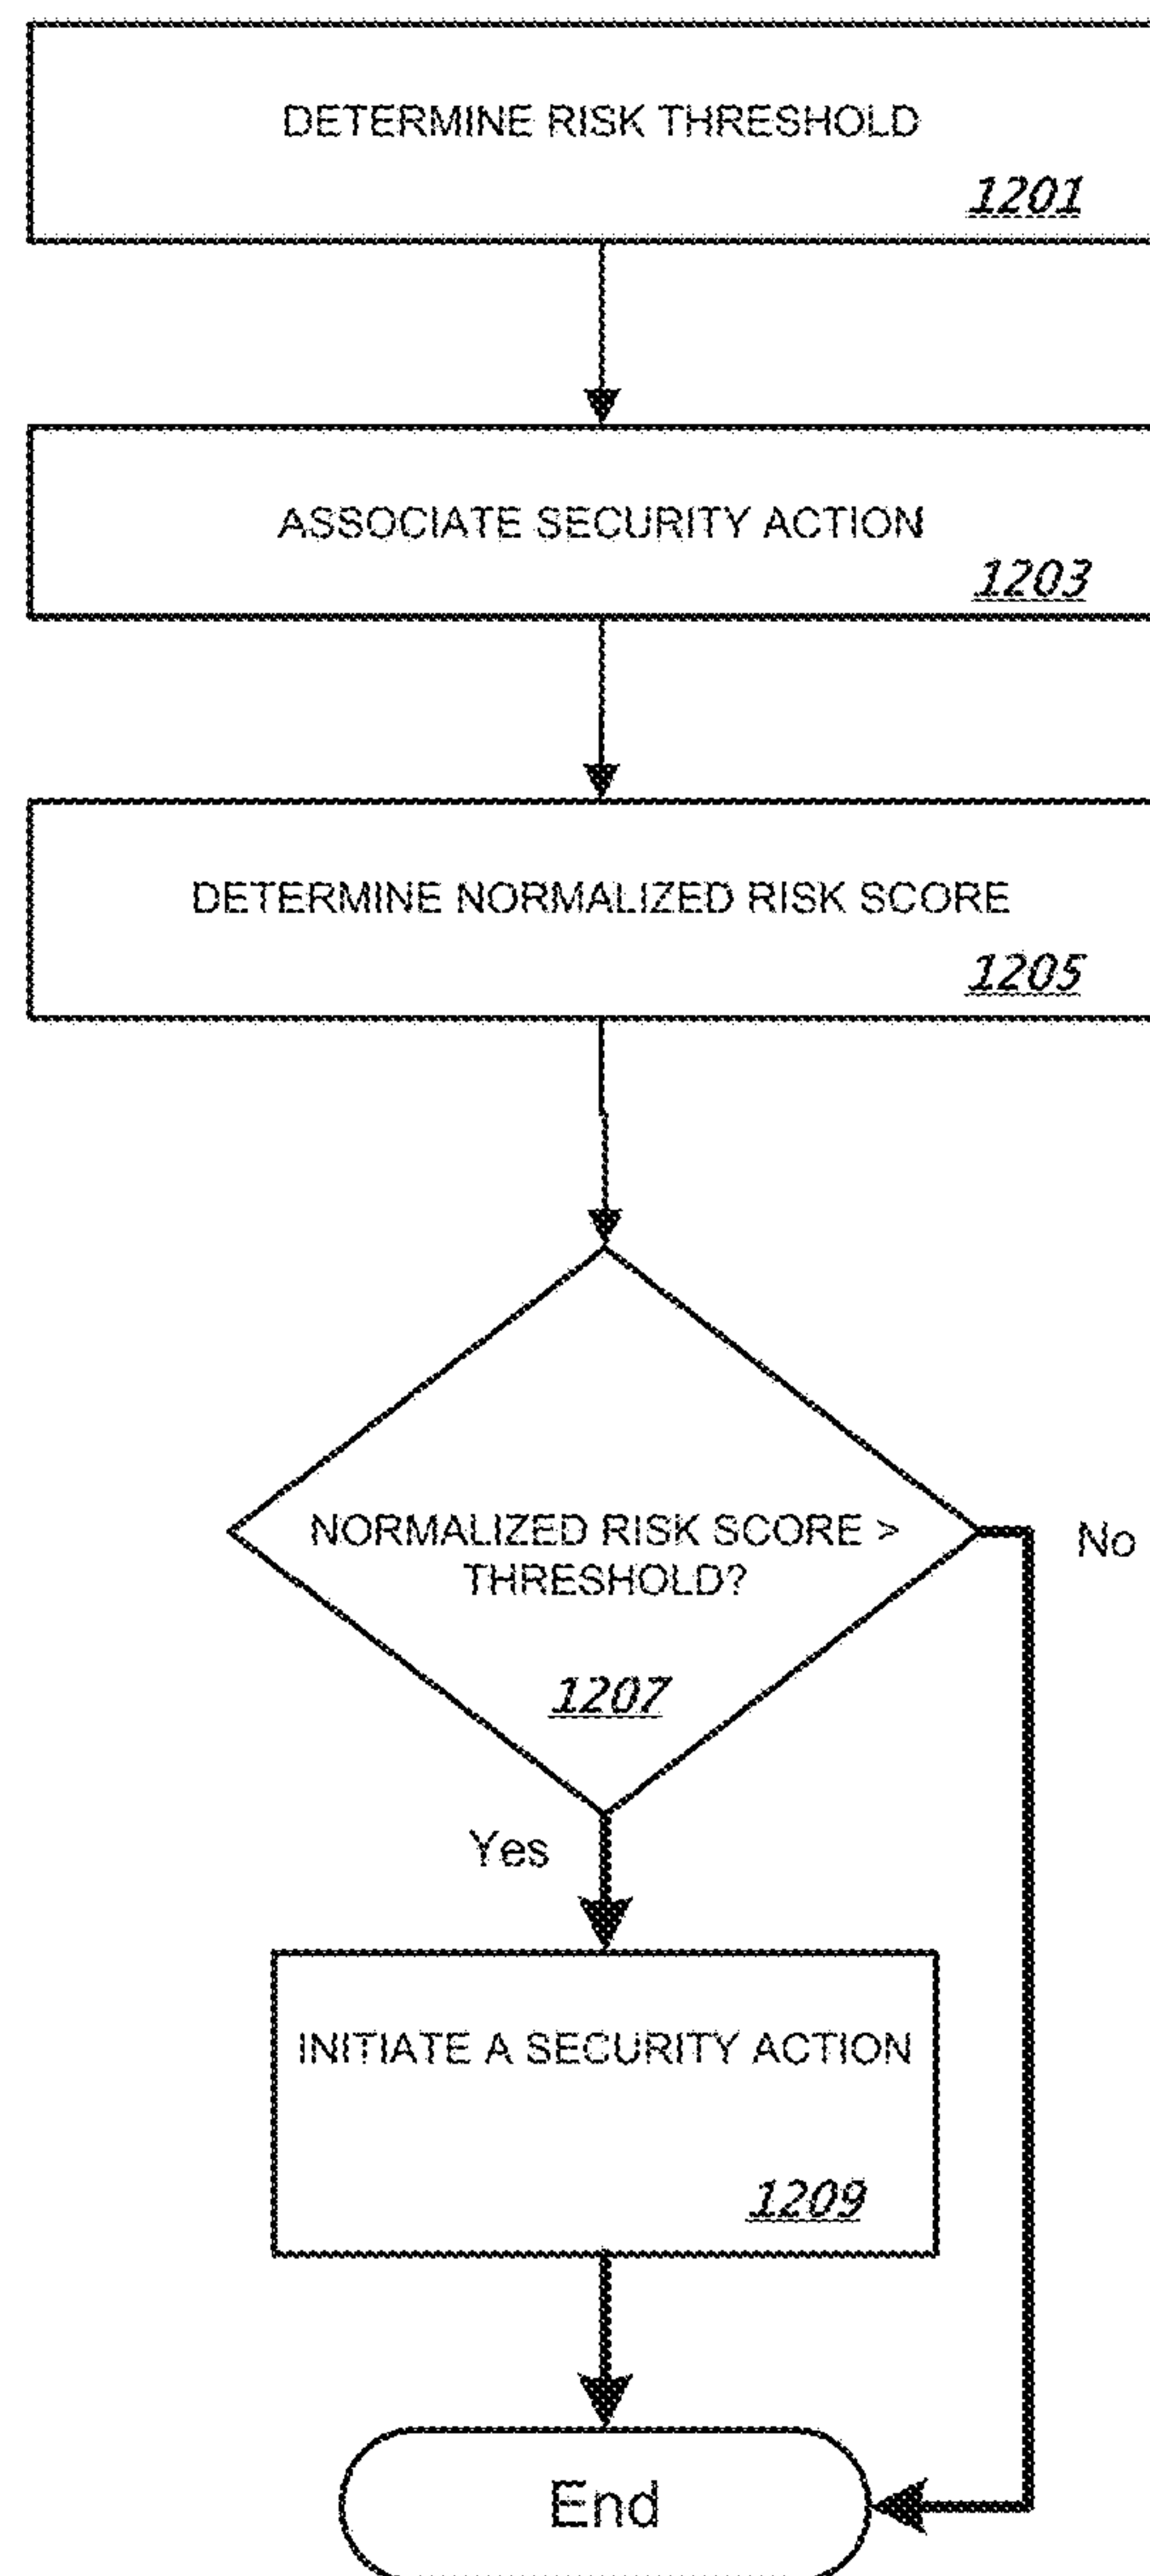 DETERMINE RISK THRESHOLD
1201
ASSOCIATE SECURITY ACTION
1203
DETERMINE NORMALIZED RISK SCORE
1205
NORMALIZED RISK SCORE >
THRESHOLD?
No
1207
Yes
INITIATE A SECURITY ACTION
1209
End